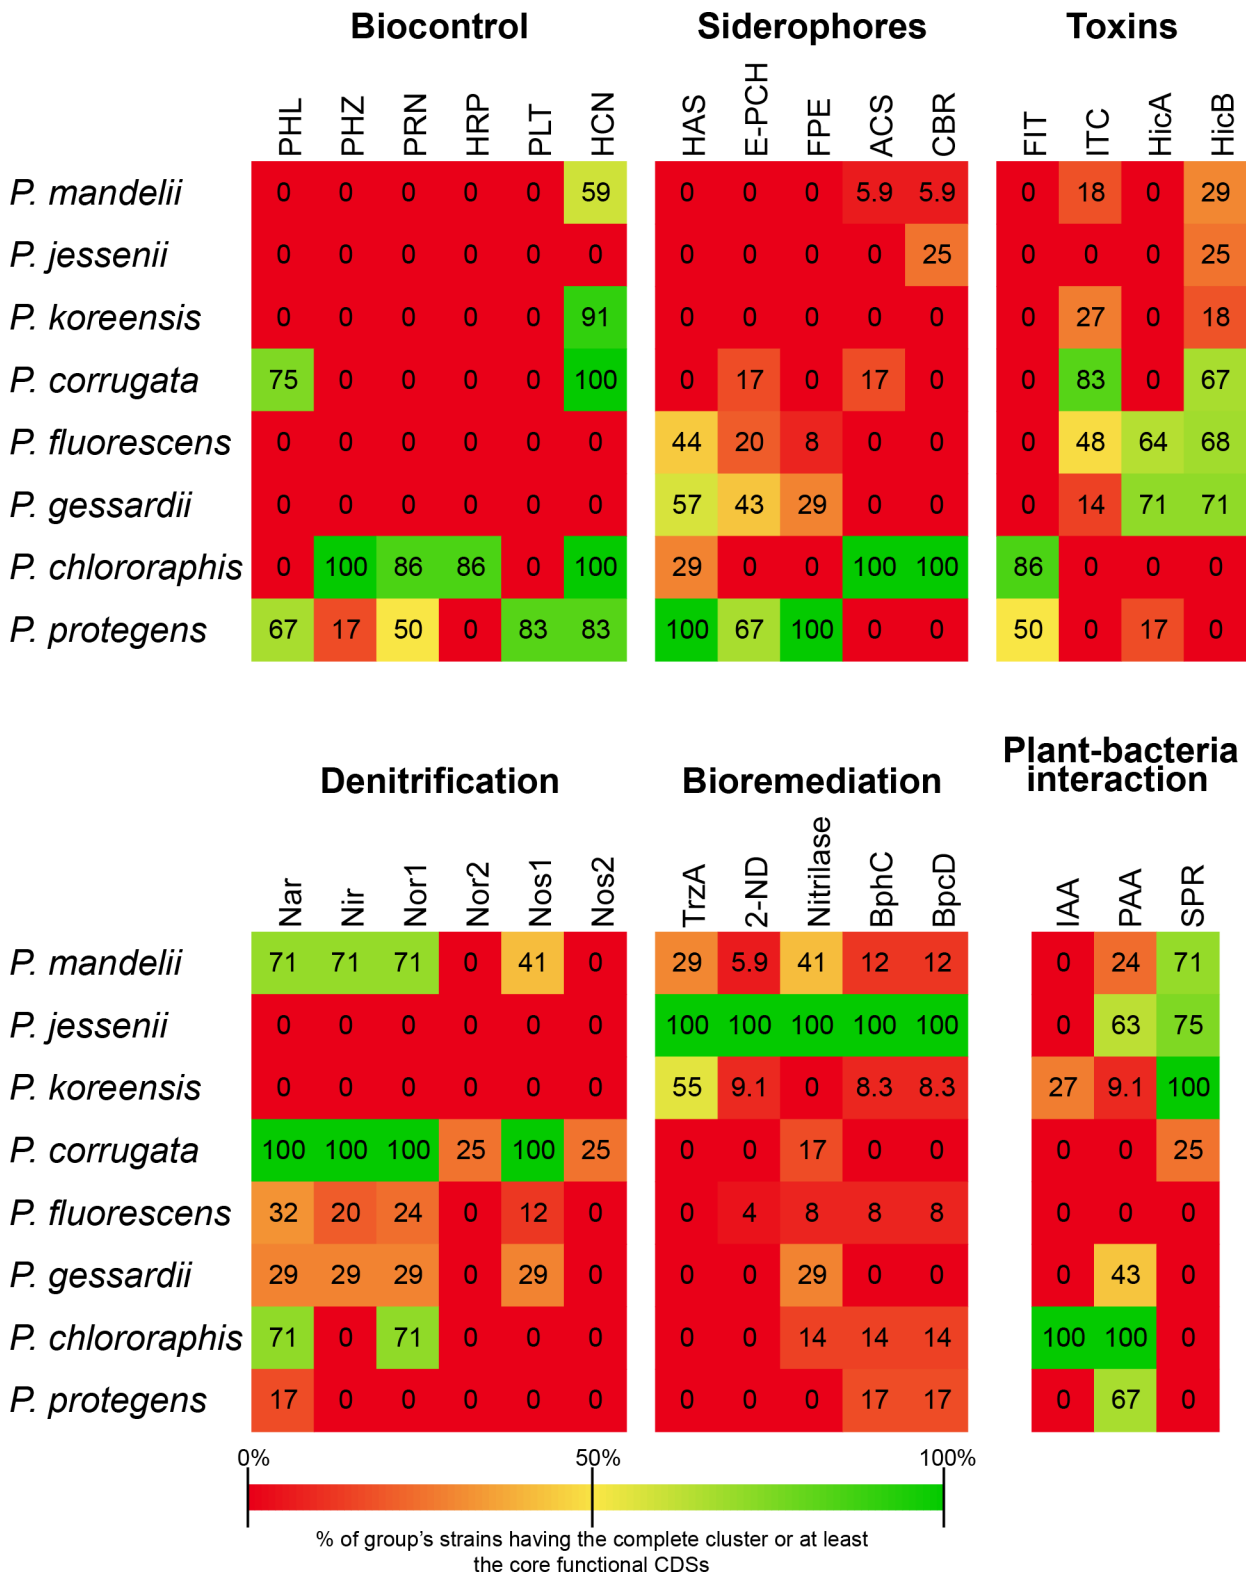 Biocontrol Siderophores Toxins
PHL PHZ PRN HRP PLT HCN HAS E-PCH FPE ACS CBR FIT ITC HicA HicB
P. mandelii 0 0 0 0 0 59 0 0 0 5.9 5.9 0 18 0 29
P. jessenii 0 0 0 0 0 0 0 0 0 0 25 0 0 0 25
P. koreensis 0 0 0 0 0 91 0 0 0 0 0 0 27 0 18
P. corrugata 75 0 0 0 0 100 0 17 0 17 0 0 83 0 67
P. fluorescens 0 0 0 0 0 0 44 20 8 0 0 0 48 64 68
P. gessardii 0 0 0 0 0 0 57 43 29 0 0 0 14 71 71
P. chlororaphis 0 100 86 86 0 100 29 0 0 100 100 86 0 0 0
P. protegens 67 17 50 0 83 83 100 67 100 0 0 50 0 17 0
Denitrification Bioremediation Plant-bacteria
interaction
Nar Nir Nor1 Nor2 Nos1 Nos2 TrzA 2-ND Nitrilase BphC BpcD IAA PAA SPR
P. mandelii 71 71 71 0 41 0 29 5.9 41 12 12 0 24 71
P. jessenii 0 0 0 0 0 0 100 100 100 100 100 0 63 75
P. koreensis 0 0 0 0 0 0 55 9.1 0 8.3 8.3 27 9.1 100
P. corrugata 100 100 100 25 100 25 0 0 17 0 0 0 0 25
P. fluorescens 32 20 24 0 12 0 0 4 8 8 8 0 0 0
P. gessardii 29 29 29 0 29 0 0 0 29 0 0 0 43 0
P. chlororaphis 71 0 71 0 0 0 0 0 14 14 14 100 100 0
P. protegens 17 0 0 0 0 0 0 0 0 17 17 0 67 0
0% 50% 100%
% of group's strains having the complete cluster or at least
the core functional CDSs